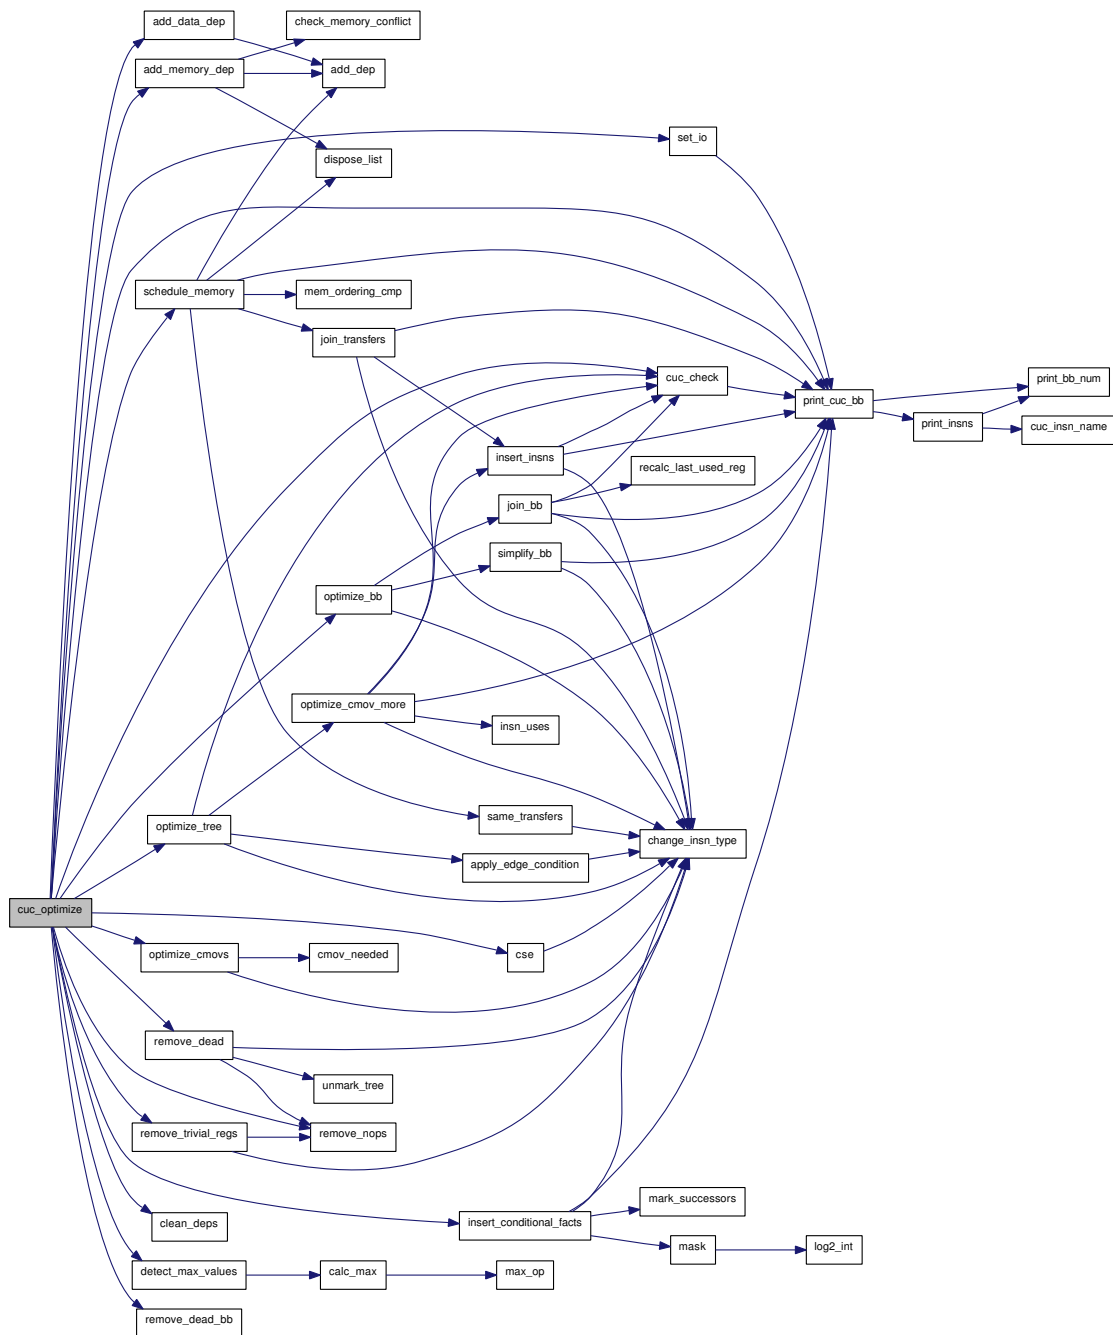 add_data_dep
check_memory_conflict
add_memory_dep
add_dep
set_io
dispose_list
schedule_memory
mem_ordering_cmp
join_transfers
cuc_check
print_bb_num
print_cuc_bb
print_insns
cuc_insn_name
insert_insns
recalc_last_used_reg
join_bb
simplify_bb
optimize_bb
optimize_cmov_more
insn_uses
same_transfers
optimize_tree
change_insn_type
apply_edge_condition
cuc_optimize
optimize_cmovs
cmov_needed
cse
remove_dead
unmark_tree
remove_trivial_regs
remove_nops
mark_successors
clean_deps
insert_conditional_facts
mask
log2_int
detect_max_values
calc_max
max_op
remove_dead_bb